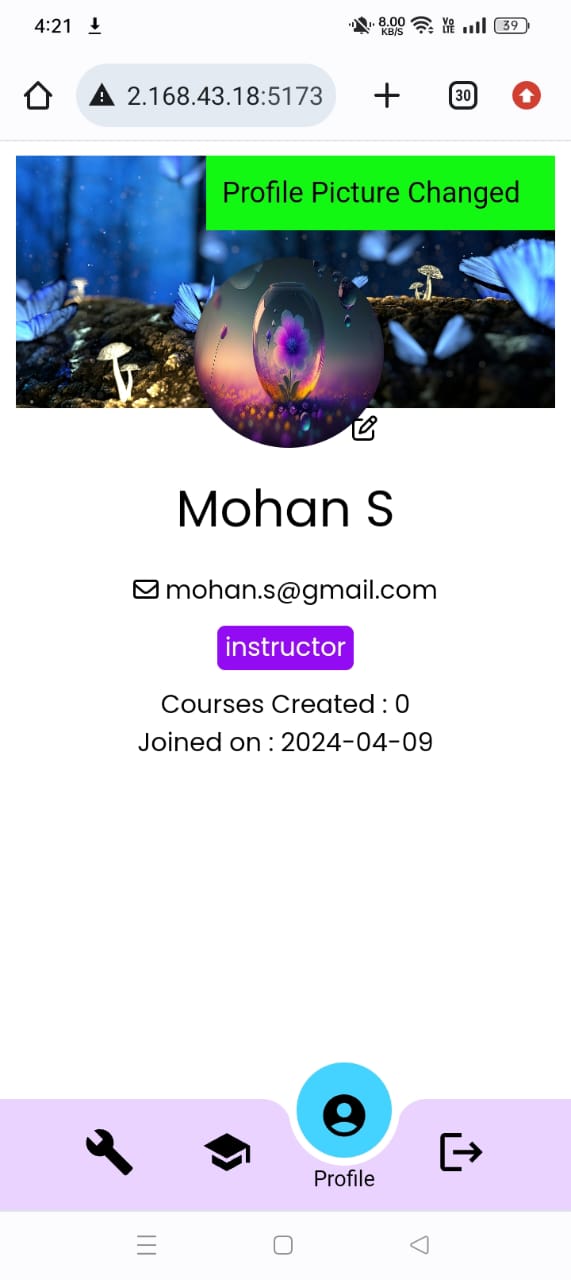 4:21
8.00
KB/S
Vo
LTE
39
2.168.43.18:5173
30
Profile Picture Changed
Mohan S
mohan.s@gmail.com
instructor
Courses Created : 0
Joined on : 2024-04-09
Profile